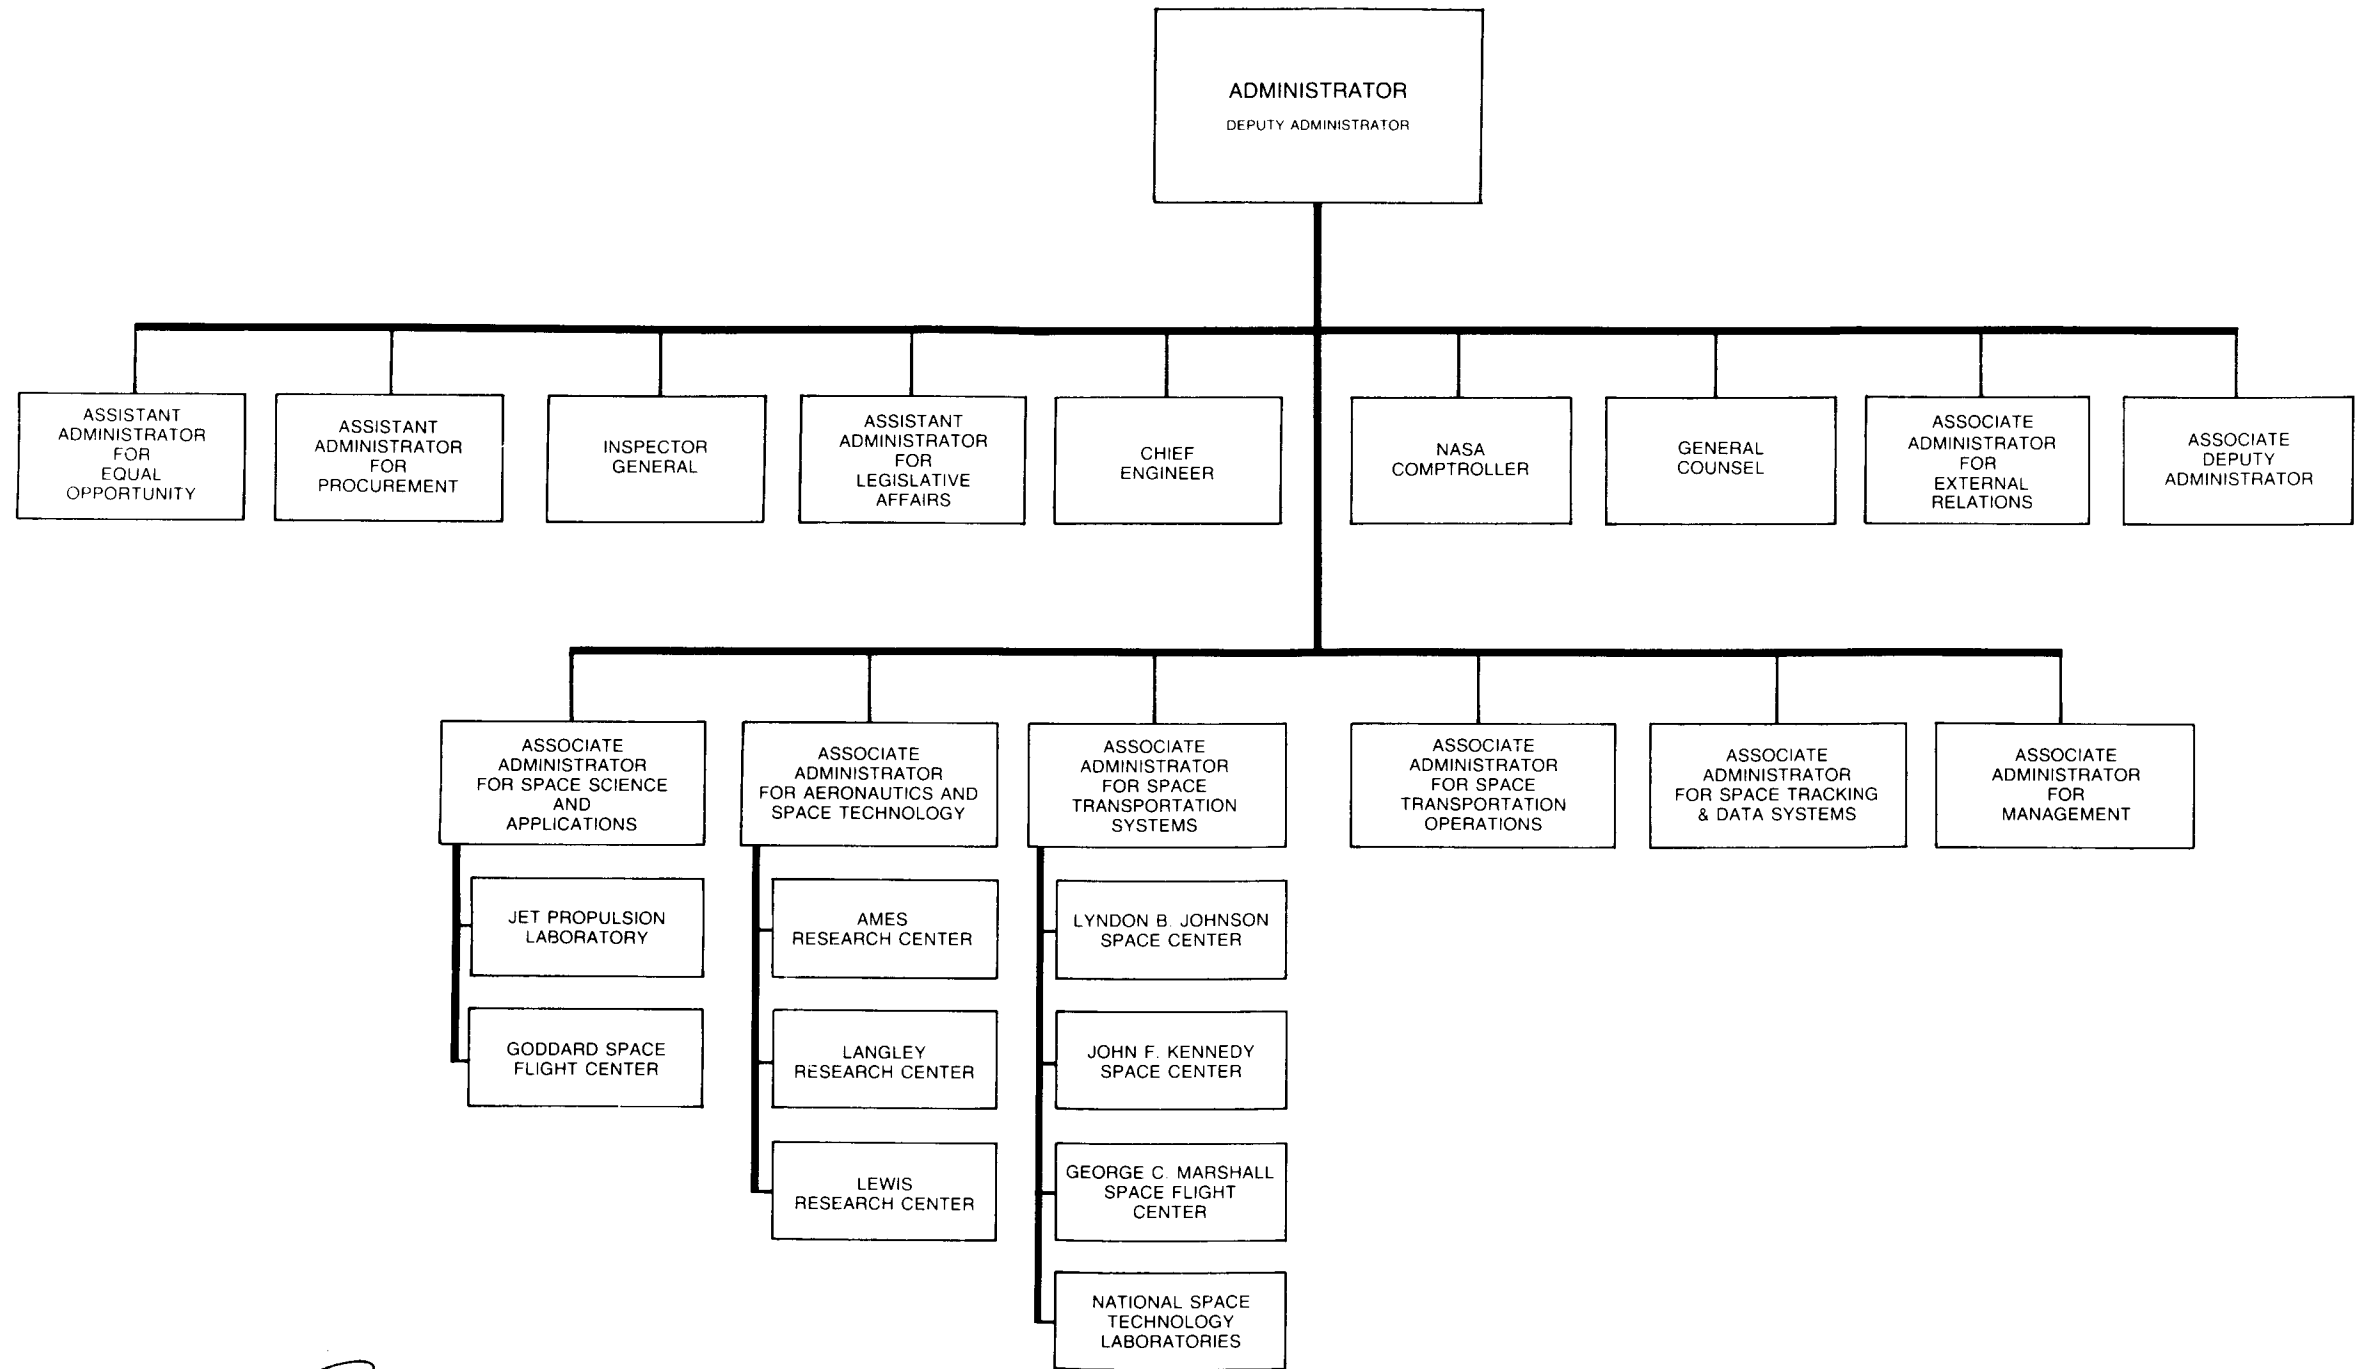 ADMINISTRATOR
DEPUTY ADMINISTRATOR
ASSISTANT
ADMINISTRATOR
FOR
EQUAL
OPPORTUNITY
ASSISTANT
ADMINISTRATOR
FOR
PROCUREMENT
INSPECTOR
GENERAL
ASSISTANT
ADMINISTRATOR
FOR
LEGISLATIVE
AFFAIRS
CHIEF
ENGINEER
NASA
COMPTROLLER
GENERAL
COUNSEL
ASSOCIATE
ADMINISTRATOR
FOR
EXTERNAL
RELATIONS
ASSOCIATE
DEPUTY
ADMINISTRATOR
ASSOCIATE
ADMINISTRATOR
FOR SPACE SCIENCE
AND
APPLICATIONS
ASSOCIATE
ADMINISTRATOR
FOR AERONAUTICS AND
SPACE TECHNOLOGY
ASSOCIATE
ADMINISTRATOR
FOR SPACE
TRANSPORTATION
SYSTEMS
ASSOCIATE
ADMINISTRATOR
FOR SPACE
TRANSPORTATION
OPERATIONS
ASSOCIATE
ADMINISTRATOR
FOR SPACE TRACKING
& DATA SYSTEMS
ASSOCIATE
ADMINISTRATOR
FOR
MANAGEMENT
JET PROPULSION
LABORATORY
GODDARD SPACE
FLIGHT CENTER
AMES
RESEARCH CENTER
LANGLEY
RESEARCH CENTER
LEWIS
RESEARCH CENTER
LYNDON B. JOHNSON
SPACE CENTER
JOHN F. KENNEDY
SPACE CENTER
GEORGE C. MARSHALL
SPACE FLIGHT
CENTER
NATIONAL SPACE
TECHNOLOGY
LABORATORIES